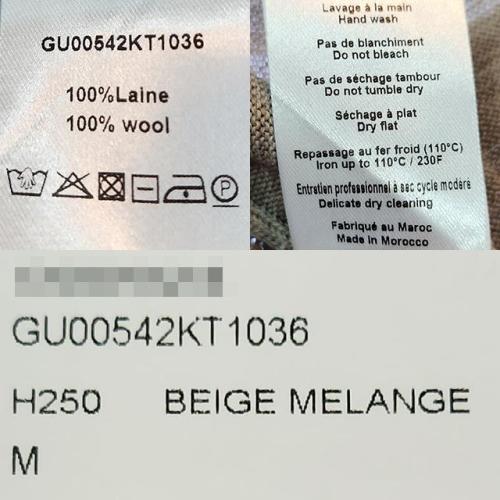 GU00542KT1036
100%Laine
100% wool
P
Lavage à la main
Hand wash
Pas de blanchiment
Do not bleach
Pas de séchage tambour
Do not tumble dry
Séchage à plat
Dry flat
Repassage au fer froid (110°C)
Iron up to 110°C / 230F
Entretien professionnel à sec cycle modéré
Delicate dry cleaning
Fabriqué au Maroc
Made in Morocco
GU00542KT1036
H250 BEIGE MELANGE
M